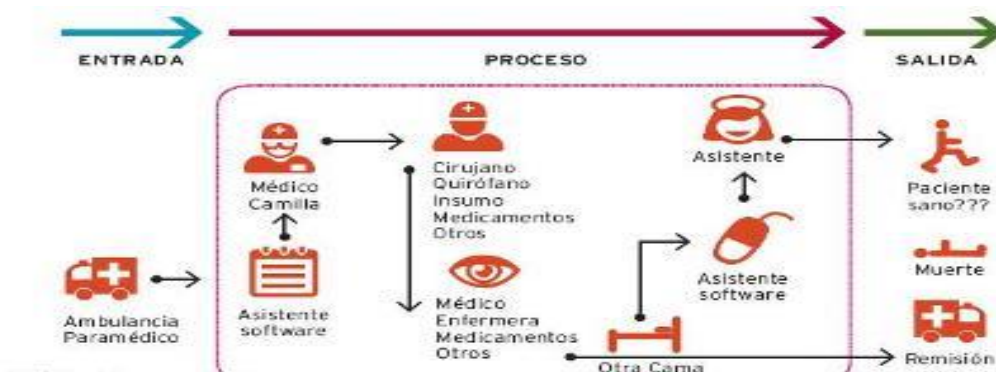 ENTRADA
PROCESO
SALIDA
Ambulancia
Paramédico
Asistente
software
Médico
Camilla
Cirujano
Quirófano
Insumo
Medicamentos
Otros
Médico
Enfermera
Medicamentos
Otros
Otra Cama
Asistente
software
Asistente
Paciente
sano???
Muerte
Remisión